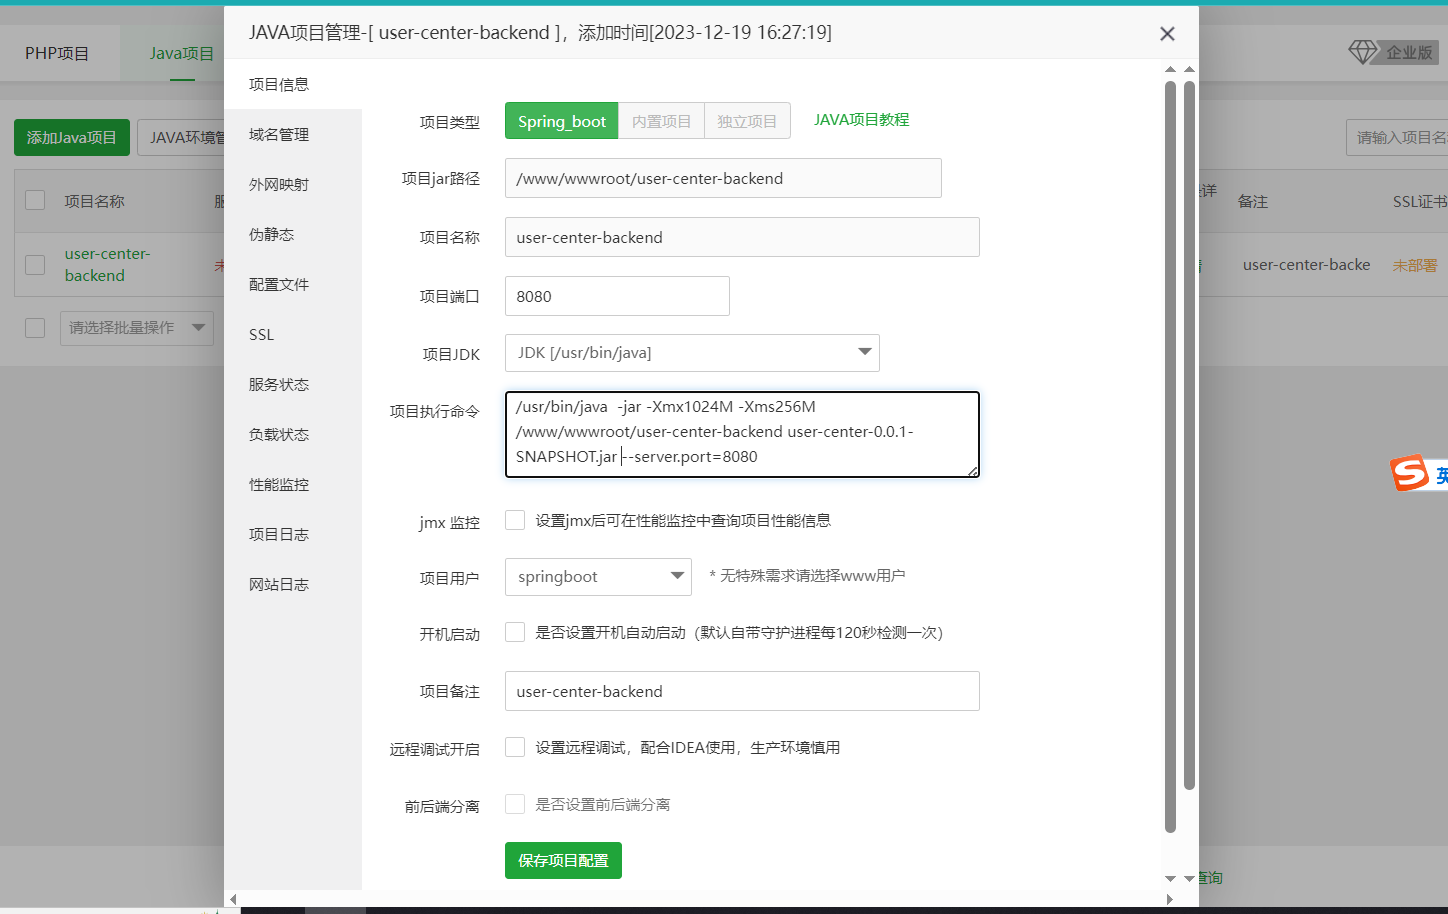 JAVA项目管理-[ user-center-backend ]，添加时间[2023-12-19 16:27:19]
PHP项目
Java项目
企业版
添加Java项目
JAVA环境管
请输入项目名
项目名称
备注
SSL证书
user-center-
backend
user-center-backe
未部署
请选择批量操作
项目信息
域名管理
外网映射
伪静态
配置文件
SSL
服务状态
负载状态
性能监控
项目日志
网站日志
项目类型
Spring_boot
内置项目
独立项目
JAVA项目教程
项目jar路径
/www/wwwroot/user-center-backend
项目名称
user-center-backend
项目端口
8080
项目JDK
JDK [/usr/bin/java]
项目执行命令
/usr/bin/java  -jar -Xmx1024M -Xms256M
/www/wwwroot/user-center-backend user-center-0.0.1-
SNAPSHOT.jar --server.port=8080
jmx 监控
设置jmx后可在性能监控中查询项目性能信息
项目用户
springboot
* 无特殊需求请选择www用户
开机启动
是否设置开机自动启动（默认自带守护进程每120秒检测一次）
项目备注
user-center-backend
远程调试开启
设置远程调试，配合IDEA使用，生产环境慎用
前后端分离
是否设置前后端分离
保存项目配置
查询
英